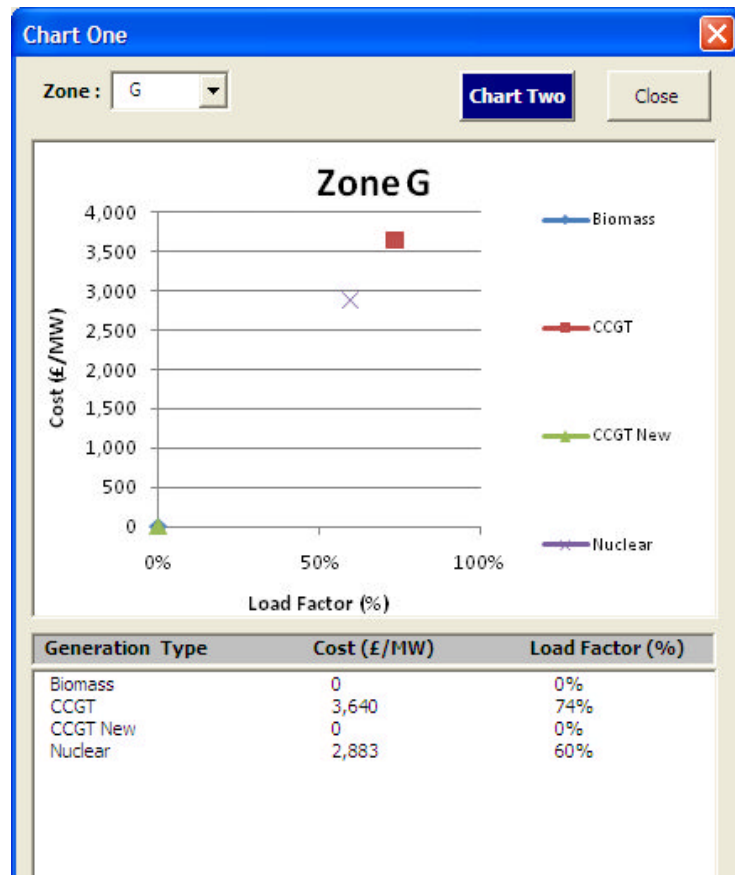 Chart One
Zone : G
Chart Two
Close
Zone G
4,000
3,500
3,000
2,500
2,000
1,500
1,000
500
0
Cost (£/MW)
0% 50% 100%
Load Factor (%)
Biomass
CCGT
CCGT New
Nuclear
Generation Type Cost (£/MW) Load Factor (%)
Biomass 0 0%
CCGT 3,640 74%
CCGT New 0 0%
Nuclear 2,883 60%